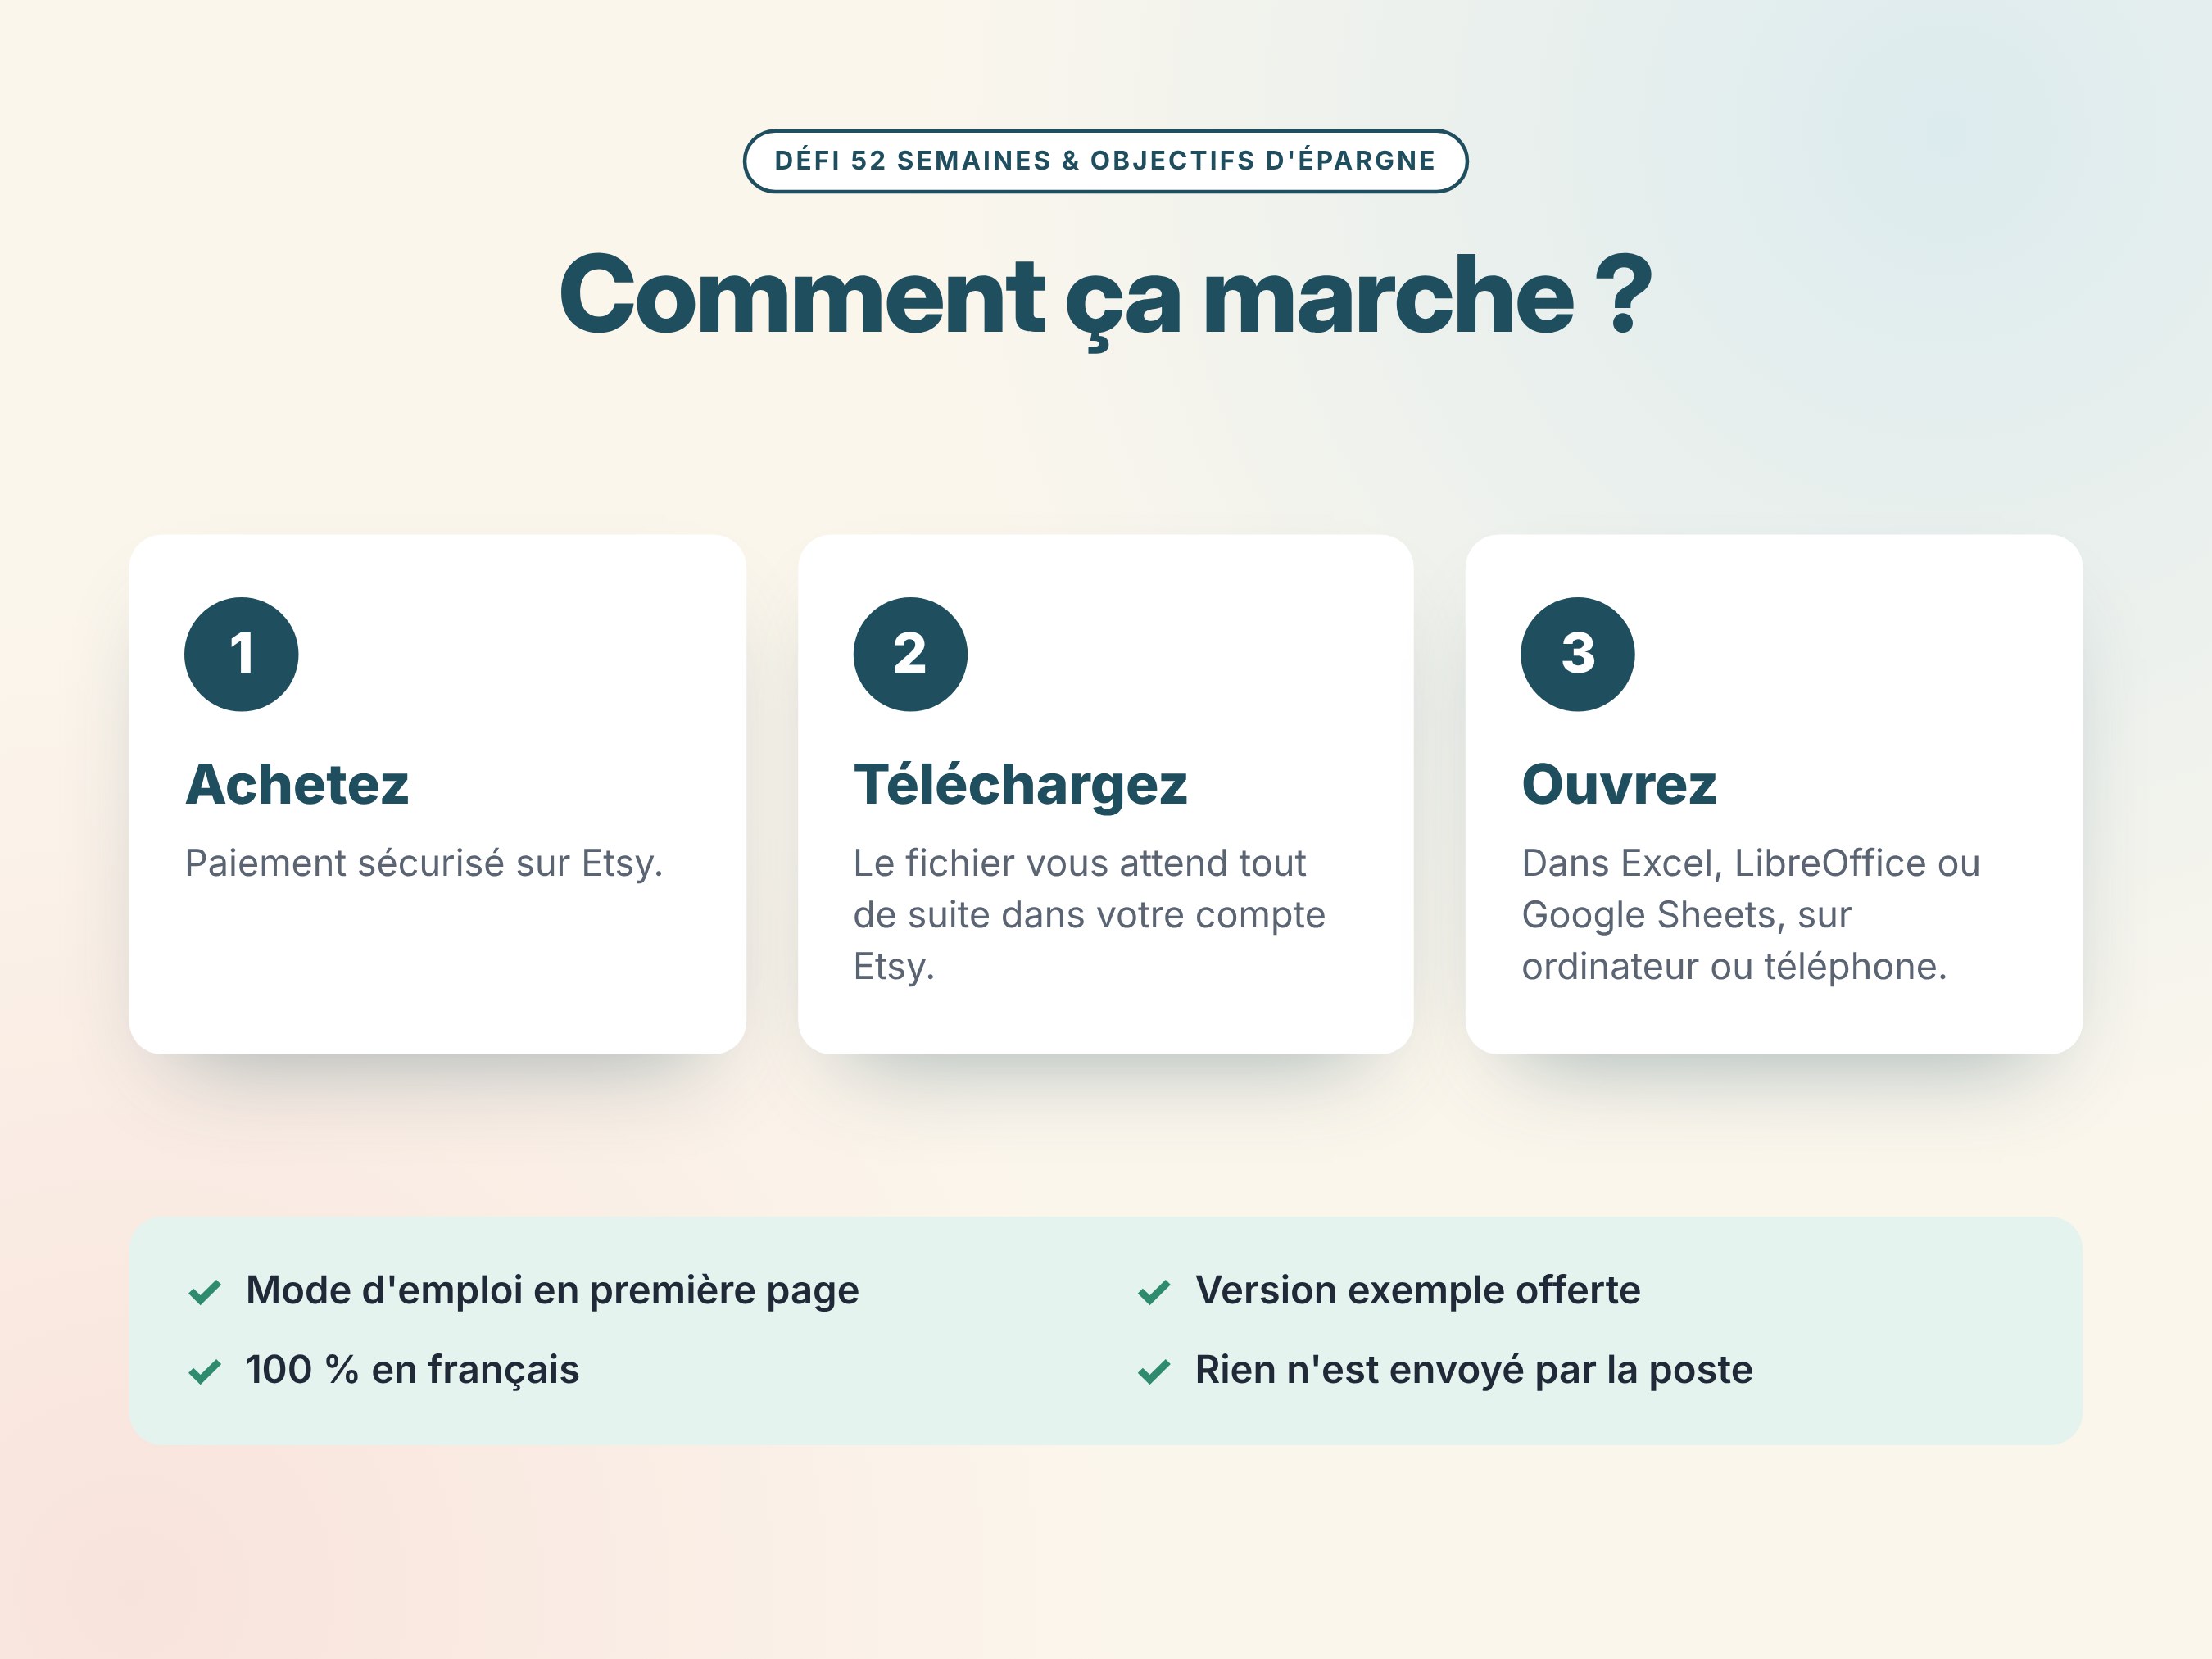 DÉFI 52 SEMAINES & OBJECTIFS D'ÉPARGNE
Comment ça marche ?
1
Achetez
Paiement sécurisé sur Etsy.
2
Téléchargez
Le fichier vous attend tout
de suite dans votre compte
Etsy.
3
Ouvrez
Dans Excel, LibreOffice ou
Google Sheets, sur
ordinateur ou téléphone.
Mode d'emploi en première page
Version exemple offerte
100 % en français
Rien n'est envoyé par la poste